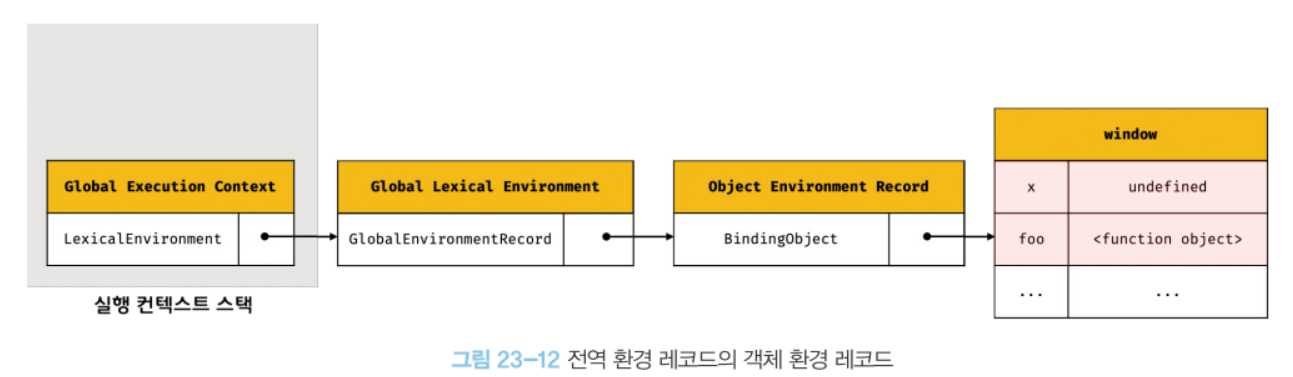 window
Global Execution Context
Global Lexical Environment
Object Environment Record
x
undefined
LexicalEnvironment
GlobalEnvironmentRecord
BindingObject
foo
<function object>
...
...
실행 컨텍스트 스택
그림 23-12 전역 환경 레코드의 객체 환경 레코드